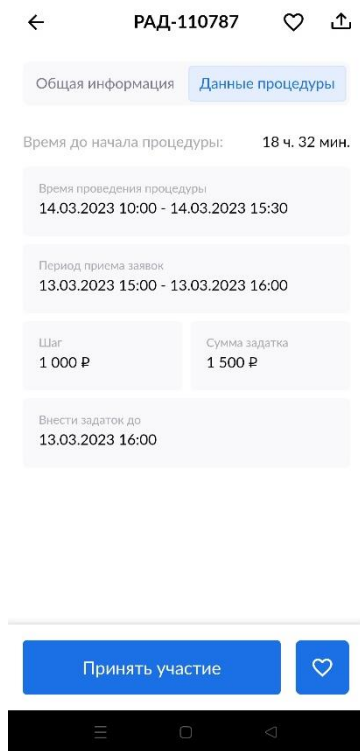 РАД-110787
Общая информация Данные процедуры
Время до начала процедуры: 18 ч. 32 мин.
Время проведения процедуры
14.03.2023 10:00 - 14.03.2023 15:30
Период приема заявок
13.03.2023 15:00 - 13.03.2023 16:00
Шаг Сумма задатка
1 000 ₽ 1 500 ₽
Внести задаток до
13.03.2023 16:00
Принять участие